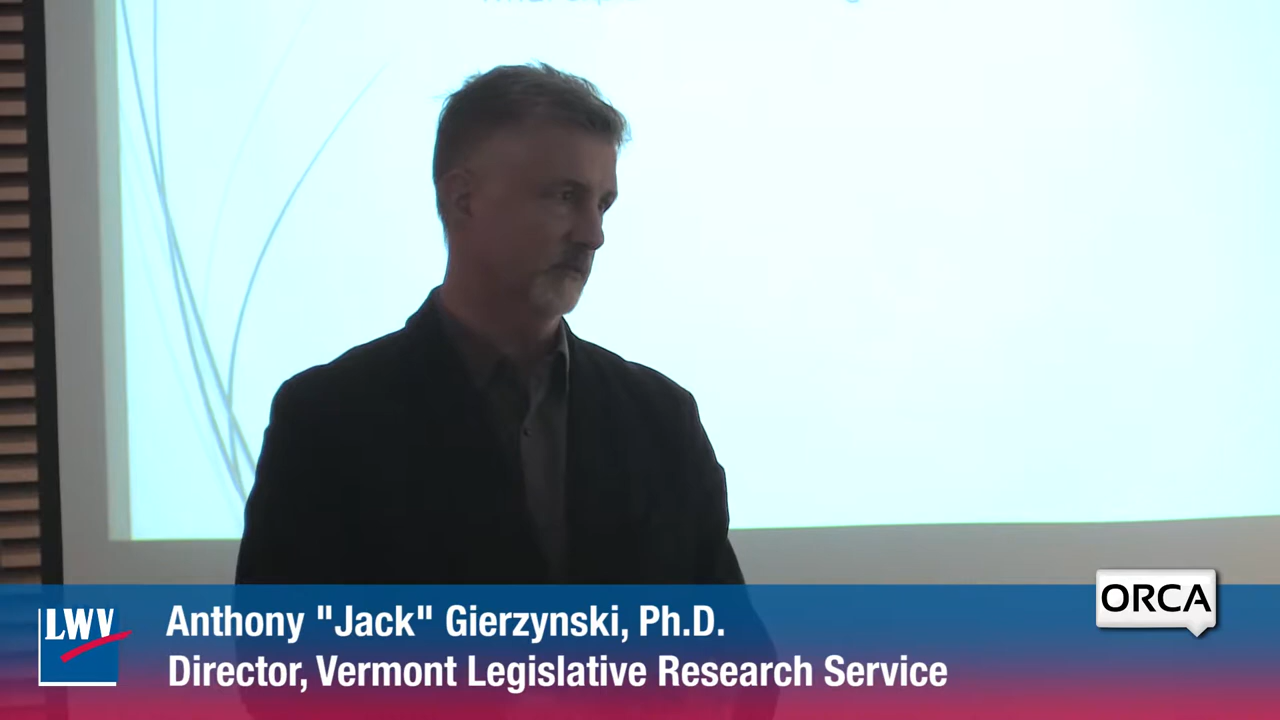 Anthony "Jack" Gierzynski, Ph.D.
Director, Vermont Legislative Research Service
LWV
ORCA